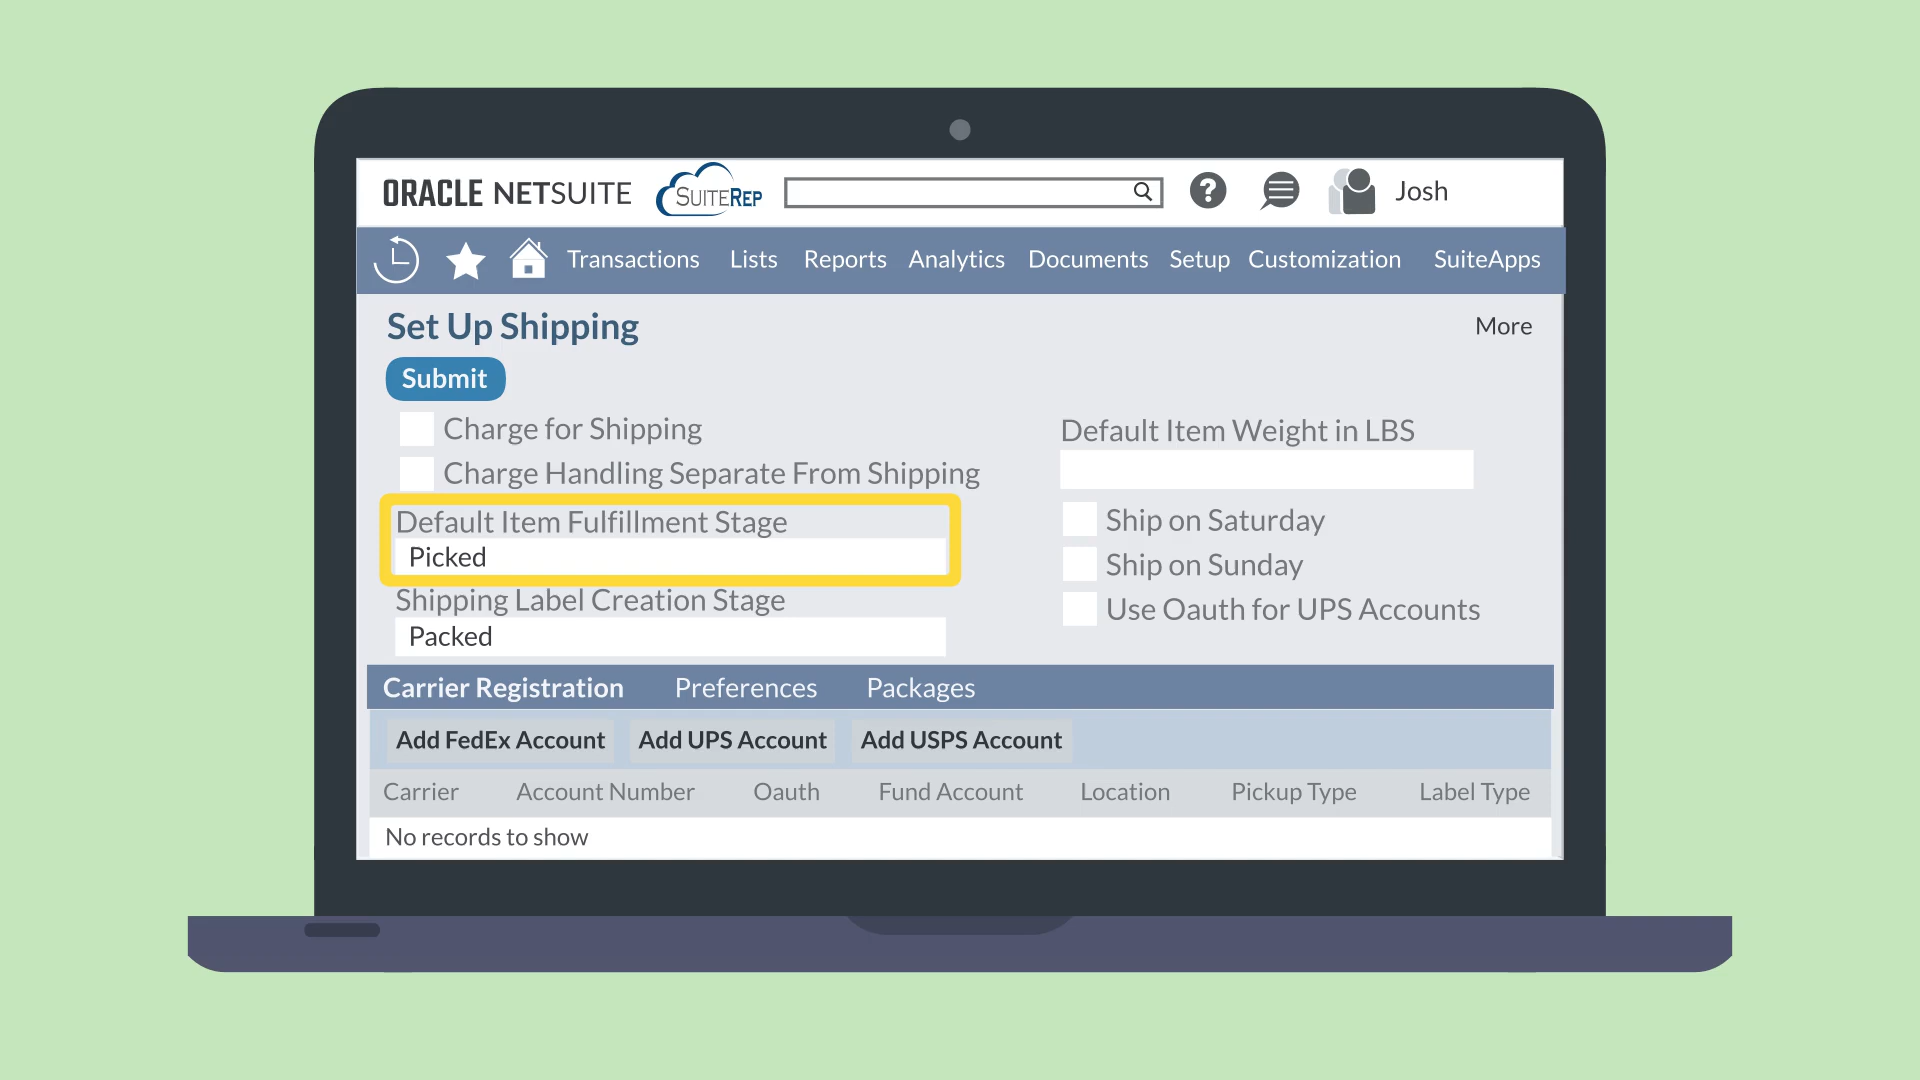 ORACLE NETSUITE SUITEREP Josh
Transactions Lists Reports Analytics Documents Setup Customization SuiteApps
Set Up Shipping More
Submit
Charge for Shipping
Charge Handling Separate From Shipping
Default Item Fulfillment Stage
Picked
Shipping Label Creation Stage
Packed
Default Item Weight in LBS
Ship on Saturday
Ship on Sunday
Use Oauth for UPS Accounts
Carrier Registration Preferences Packages
Add FedEx Account Add UPS Account Add USPS Account
Carrier Account Number Oauth Fund Account Location Pickup Type Label Type
No records to show